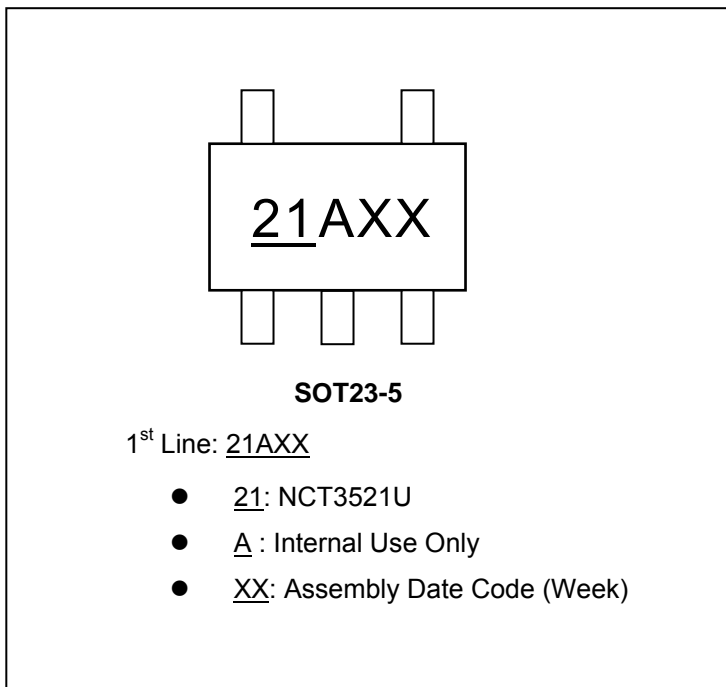 21AXX
SOT23-5
1st Line: 21AXX
● 21: NCT3521U
● A : Internal Use Only
● XX: Assembly Date Code (Week)